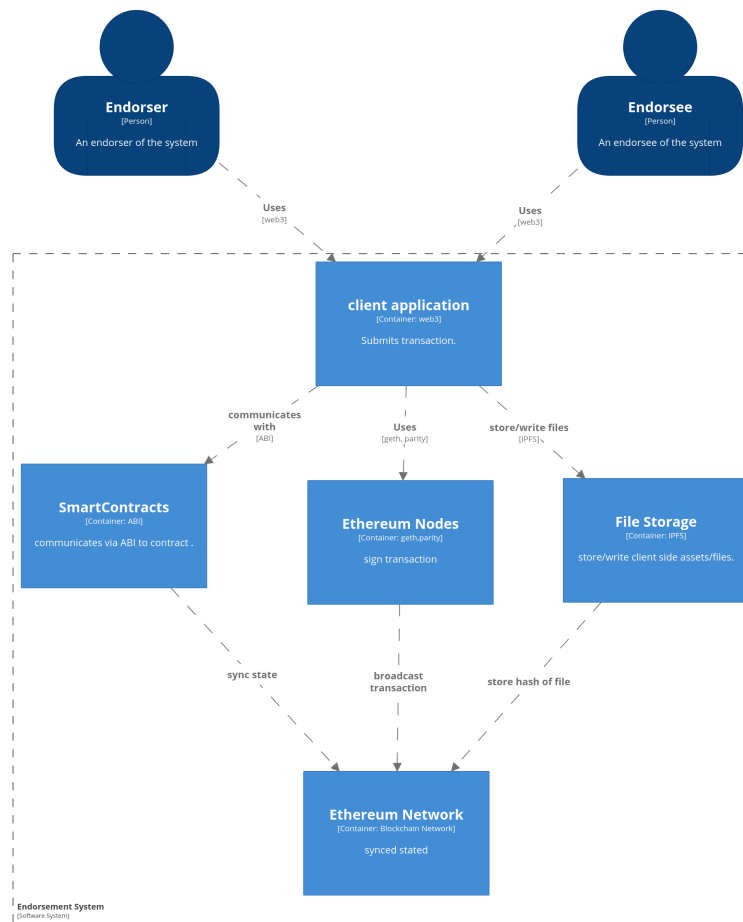 Endorser
[Person]
An endorser of the system
Endorsee
[Person]
An endorsee of the system
Uses
[web3]
Uses
[web3]
client application
[Container: web3]
Submits transaction.
communicates
with
[ABI]
Uses
[geth, parity]
store/write files
[IPFS]
SmartContracts
[Container: ABI]
communicates via ABI to contract .
Ethereum Nodes
[Container: geth,parity]
sign transaction
File Storage
[Container: IPFS]
store/write client side assets/files.
sync state
broadcast
transaction
store hash of file
Ethereum Network
[Container: Blockchain Network]
synced stated
Endorsement System
[Software System]